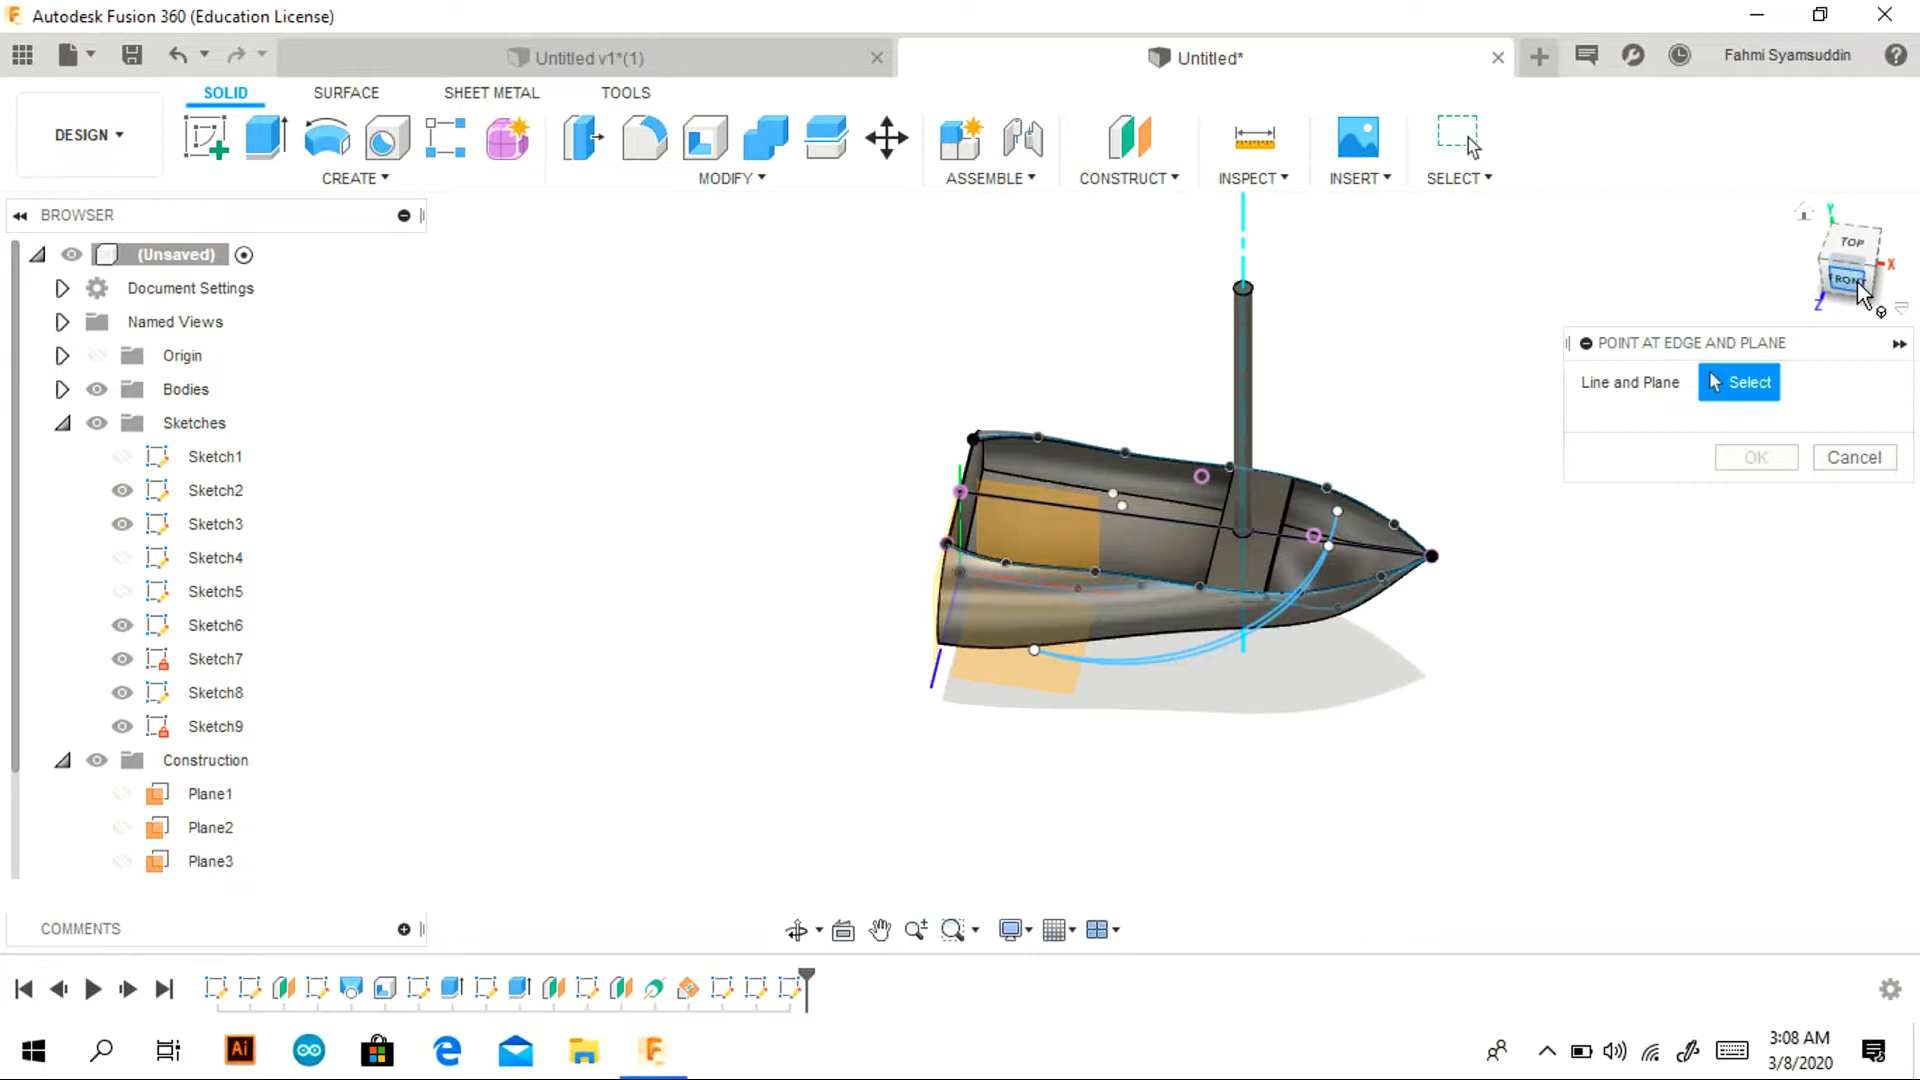 Autodesk Fusion 360 (Education License)
Untitled v1*(1)
Untitled*
Fahmi Syamsuddin
DESIGN
SOLID
SURFACE
SHEET METAL
TOOLS
CREATE
MODIFY
ASSEMBLE
CONSTRUCT
INSPECT
INSERT
SELECT
BROWSER
(Unsaved)
Document Settings
Named Views
Origin
Bodies
Sketches
Sketch1
Sketch2
Sketch3
Sketch4
Sketch5
Sketch6
Sketch7
Sketch8
Sketch9
Construction
Plane1
Plane2
Plane3
Y
TOP
X
FRONT
Z
POINT AT EDGE AND PLANE
Line and Plane
Select
OK
Cancel
COMMENTS
Ai
3:08 AM
3/8/2020